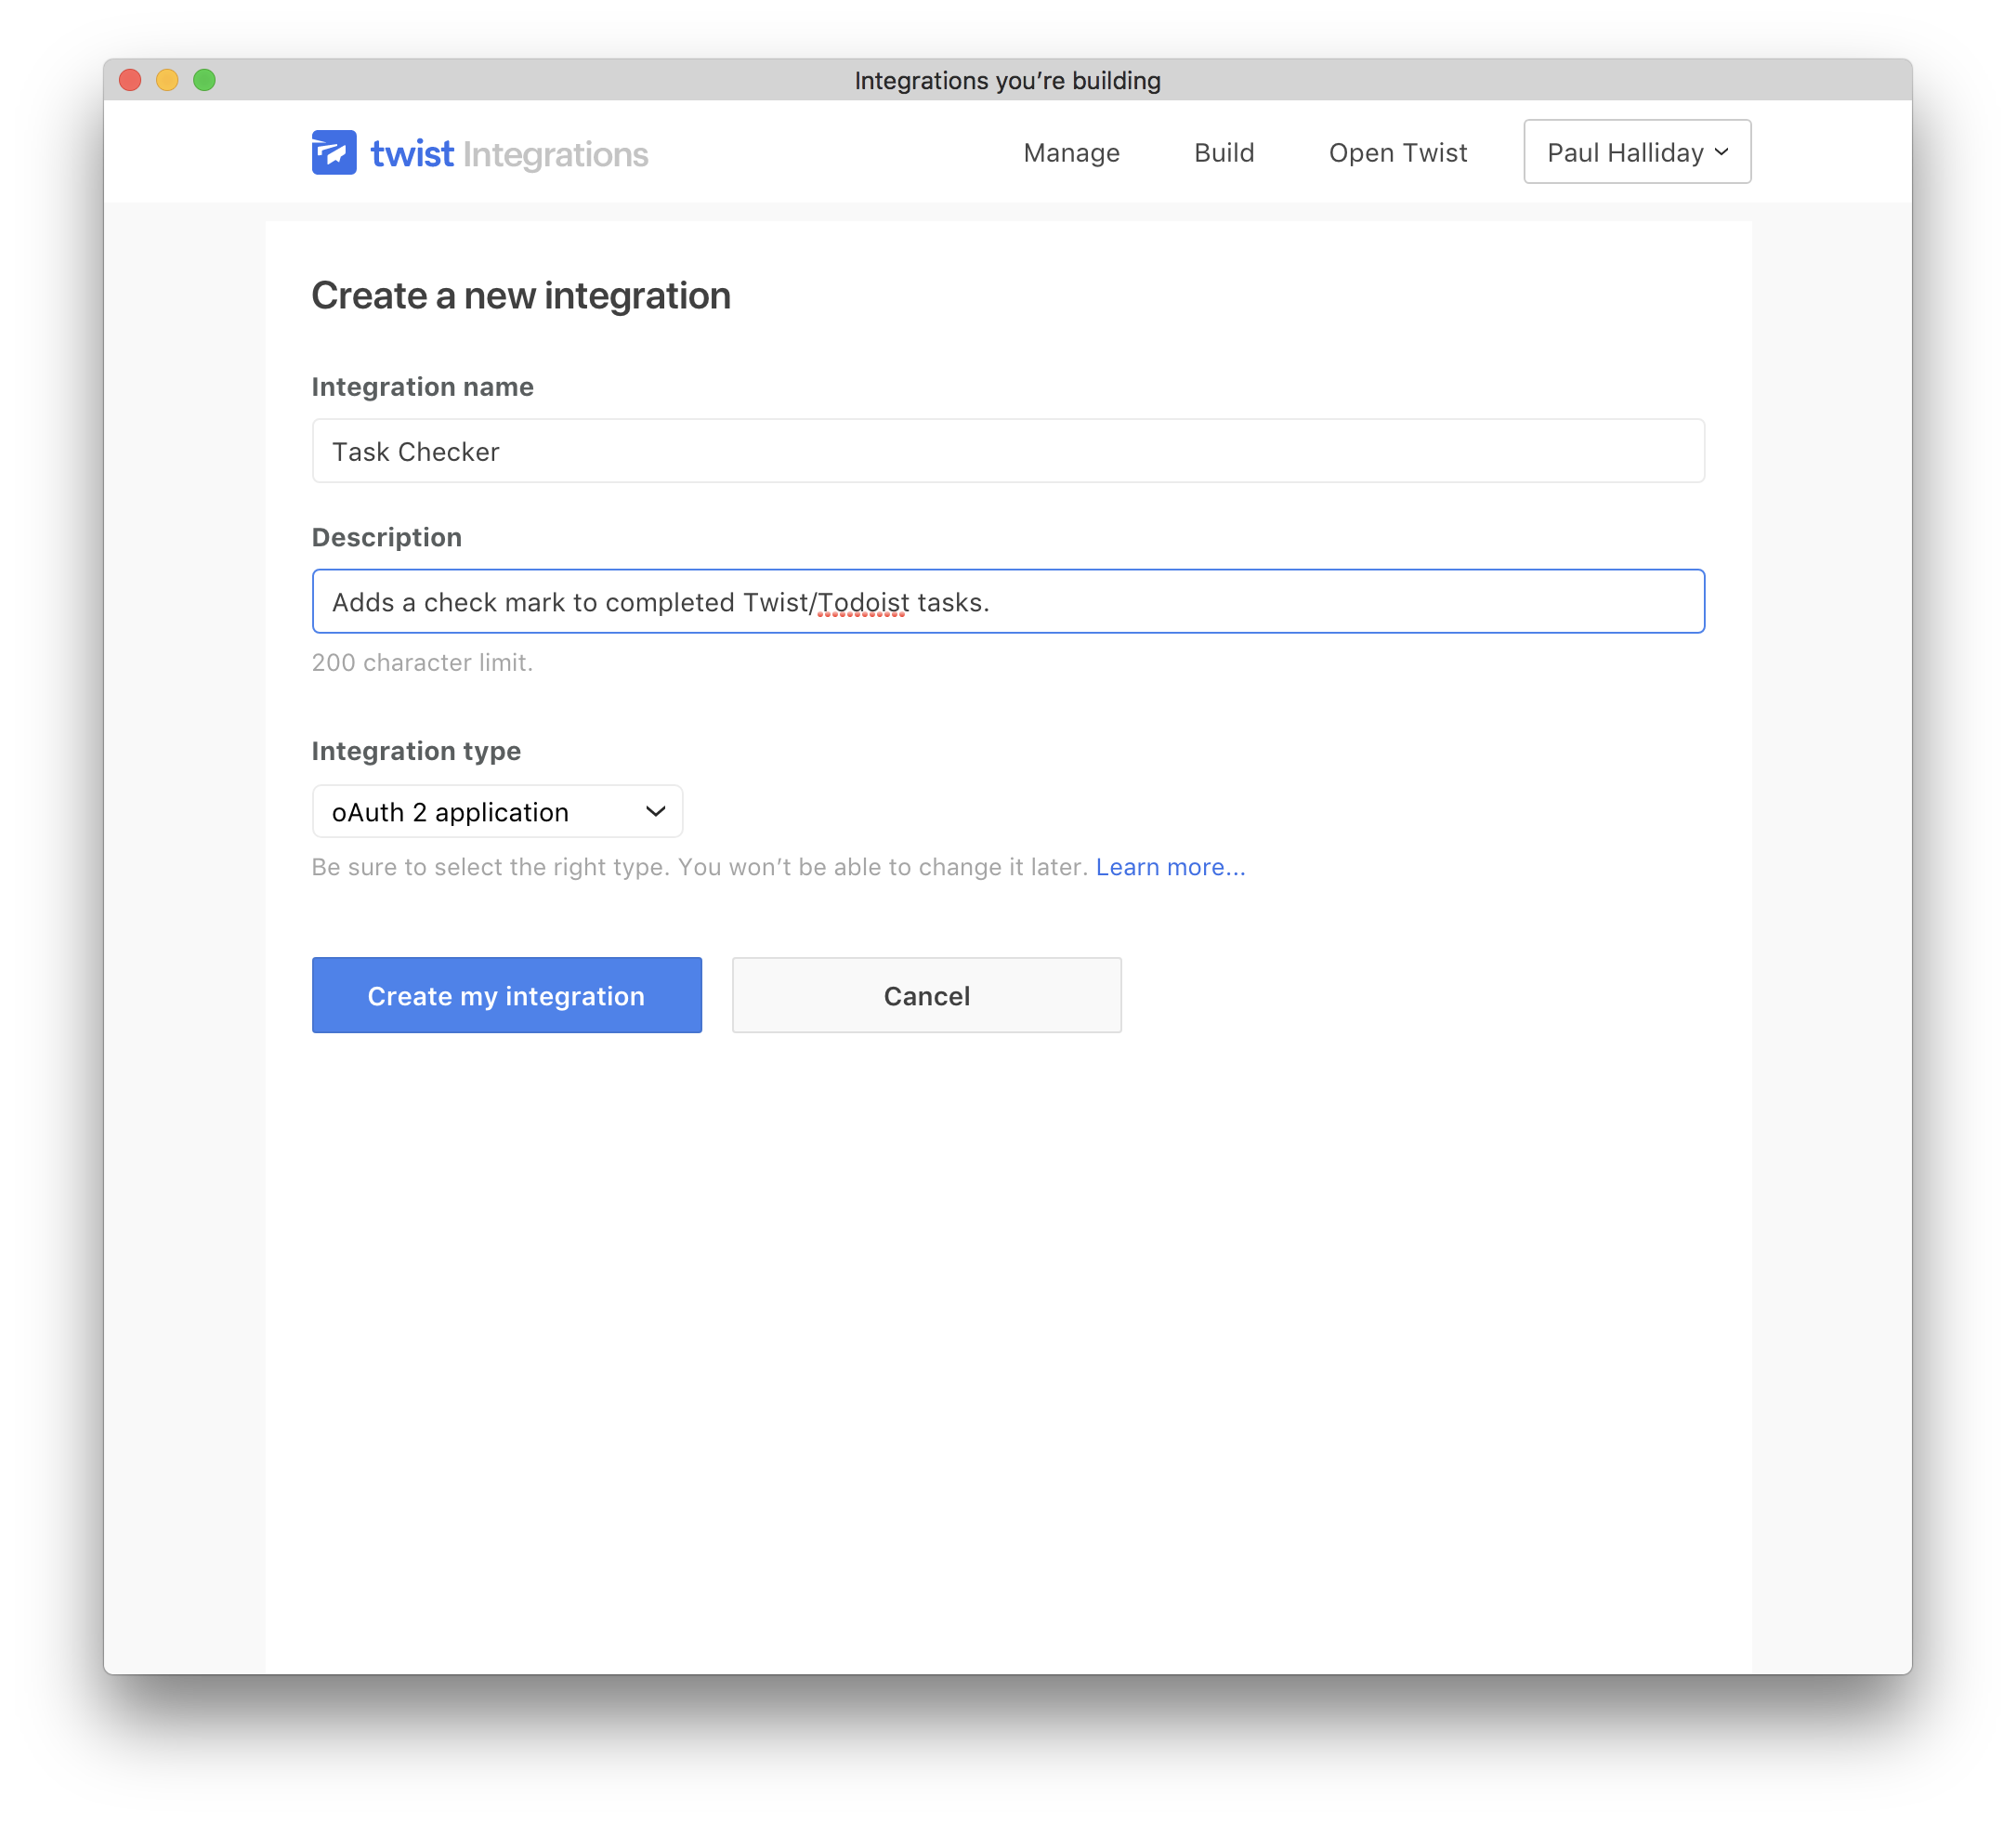 Integrations you’re building
twist Integrations
Manage
Build
Open Twist
Paul Halliday
Create a new integration
Integration name
Task Checker
Description
Adds a check mark to completed Twist/Todoist tasks.
200 character limit.
Integration type
oAuth 2 application
Be sure to select the right type. You won’t be able to change it later. Learn more...
Create my integration
Cancel